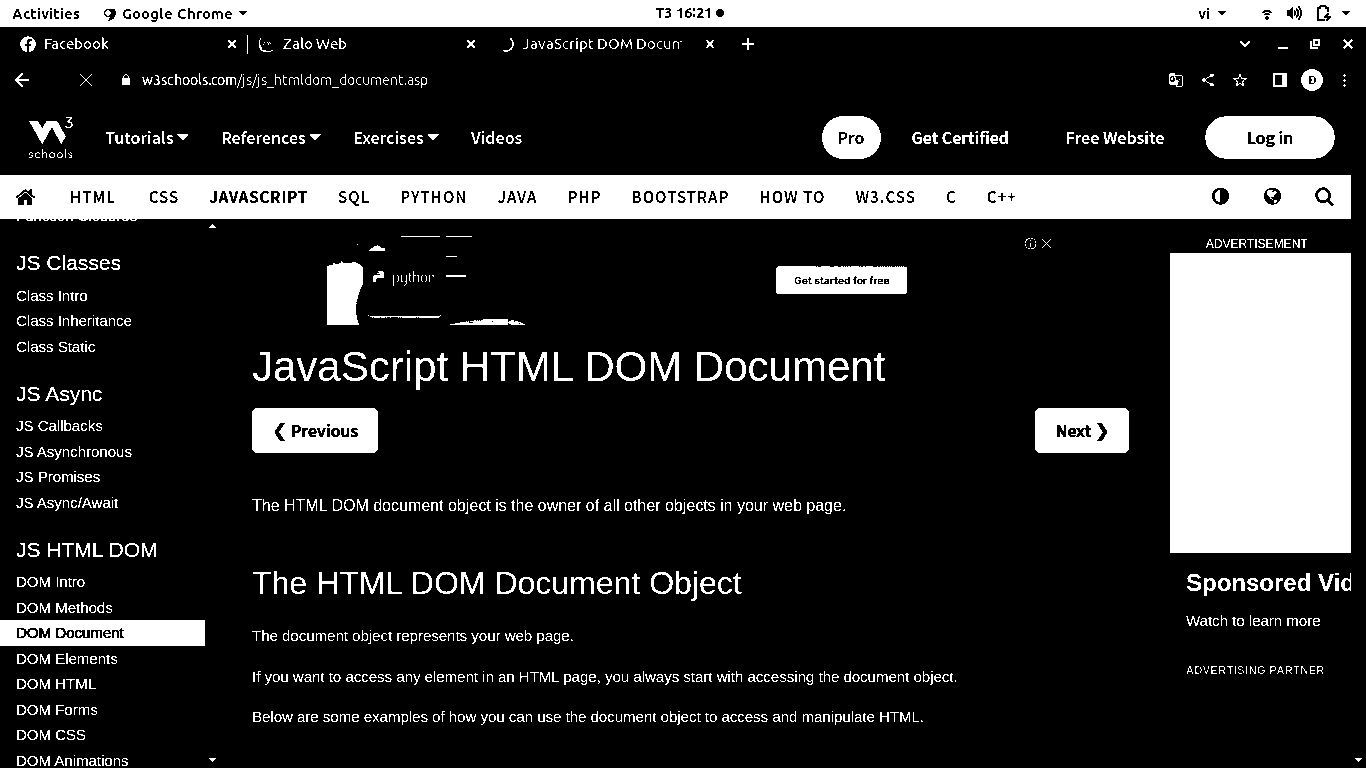 Activities Google Chrome T3 16:21 vi
Facebook Zalo Web JavaScript DOM Docum
w3schools.com/js/js_htmldom_document.asp Đ
3
schools Tutorials References Exercises Videos Pro Get Certified Free Website Log in
HTML CSS JAVASCRIPT SQL PYTHON JAVA PHP BOOTSTRAP HOW TO W3.CSS C C++
Function Closures
JS Classes
Class Intro
Class Inheritance
Class Static
JS Async
JS Callbacks
JS Asynchronous
JS Promises
JS Async/Await
JS HTML DOM
DOM Intro
DOM Methods
DOM Document
DOM Elements
DOM HTML
DOM Forms
DOM CSS
DOM Animations
python
Get started for free
JavaScript HTML DOM Document
❮ Previous Next ❯
The HTML DOM document object is the owner of all other objects in your web page.
The HTML DOM Document Object
The document object represents your web page.
If you want to access any element in an HTML page, you always start with accessing the document object.
Below are some examples of how you can use the document object to access and manipulate HTML.
ADVERTISEMENT
Sponsored Vid
Watch to learn more
ADVERTISING PARTNER